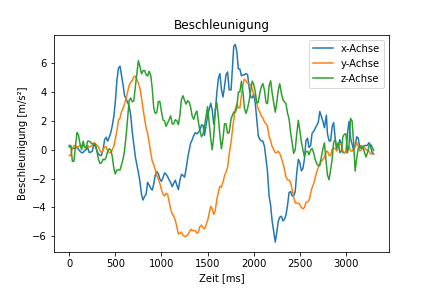 Beschleunigung
Beschleunigung [m/s²]
6
4
2
0
−2
−4
−6
x-Achse
y-Achse
z-Achse
0 500 1000 1500 2000 2500 3000
Zeit [ms]